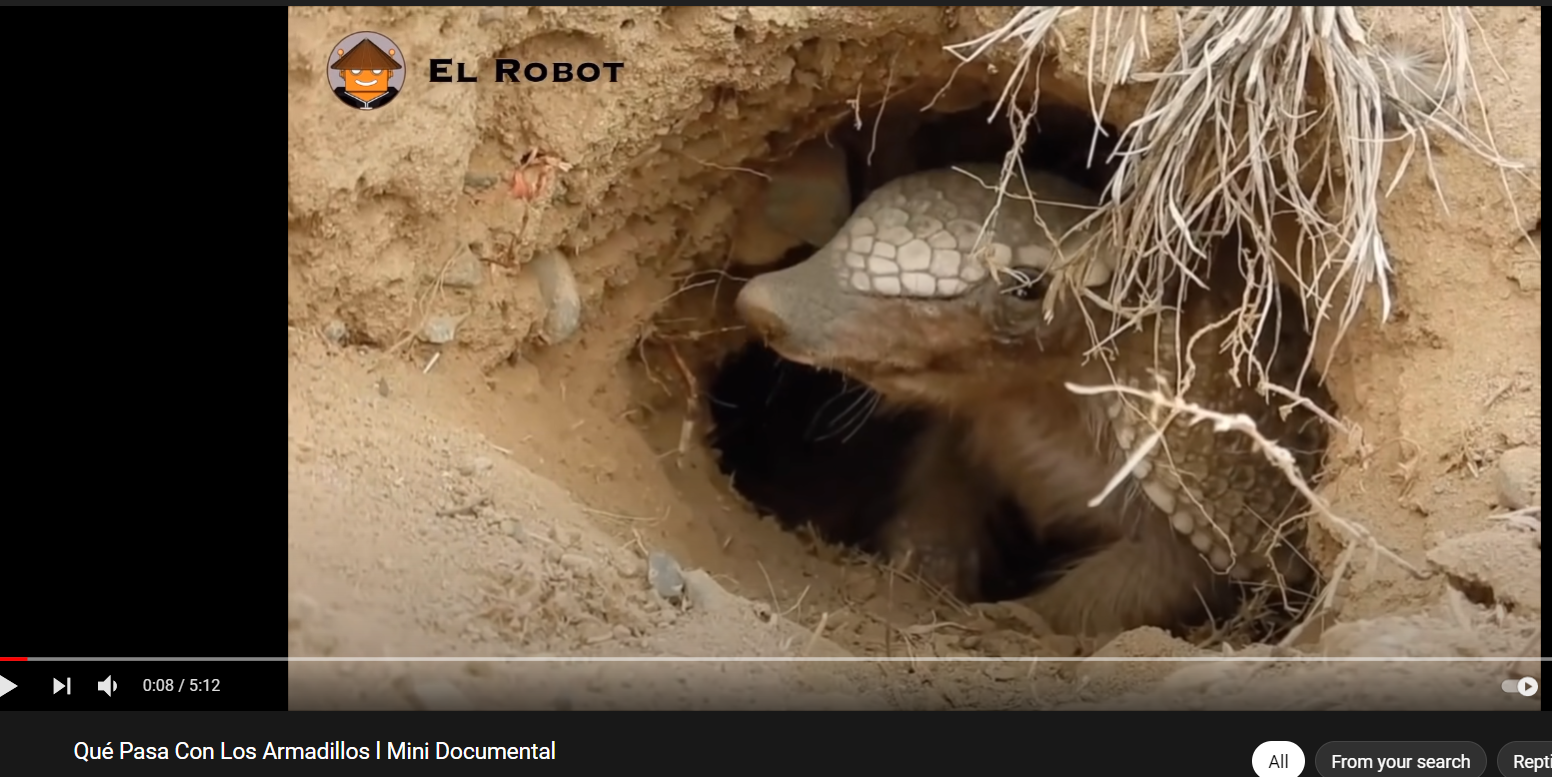 El Robot
0:08 / 5:12
Qué Pasa Con Los Armadillos l Mini Documental
All
From your search
Repti